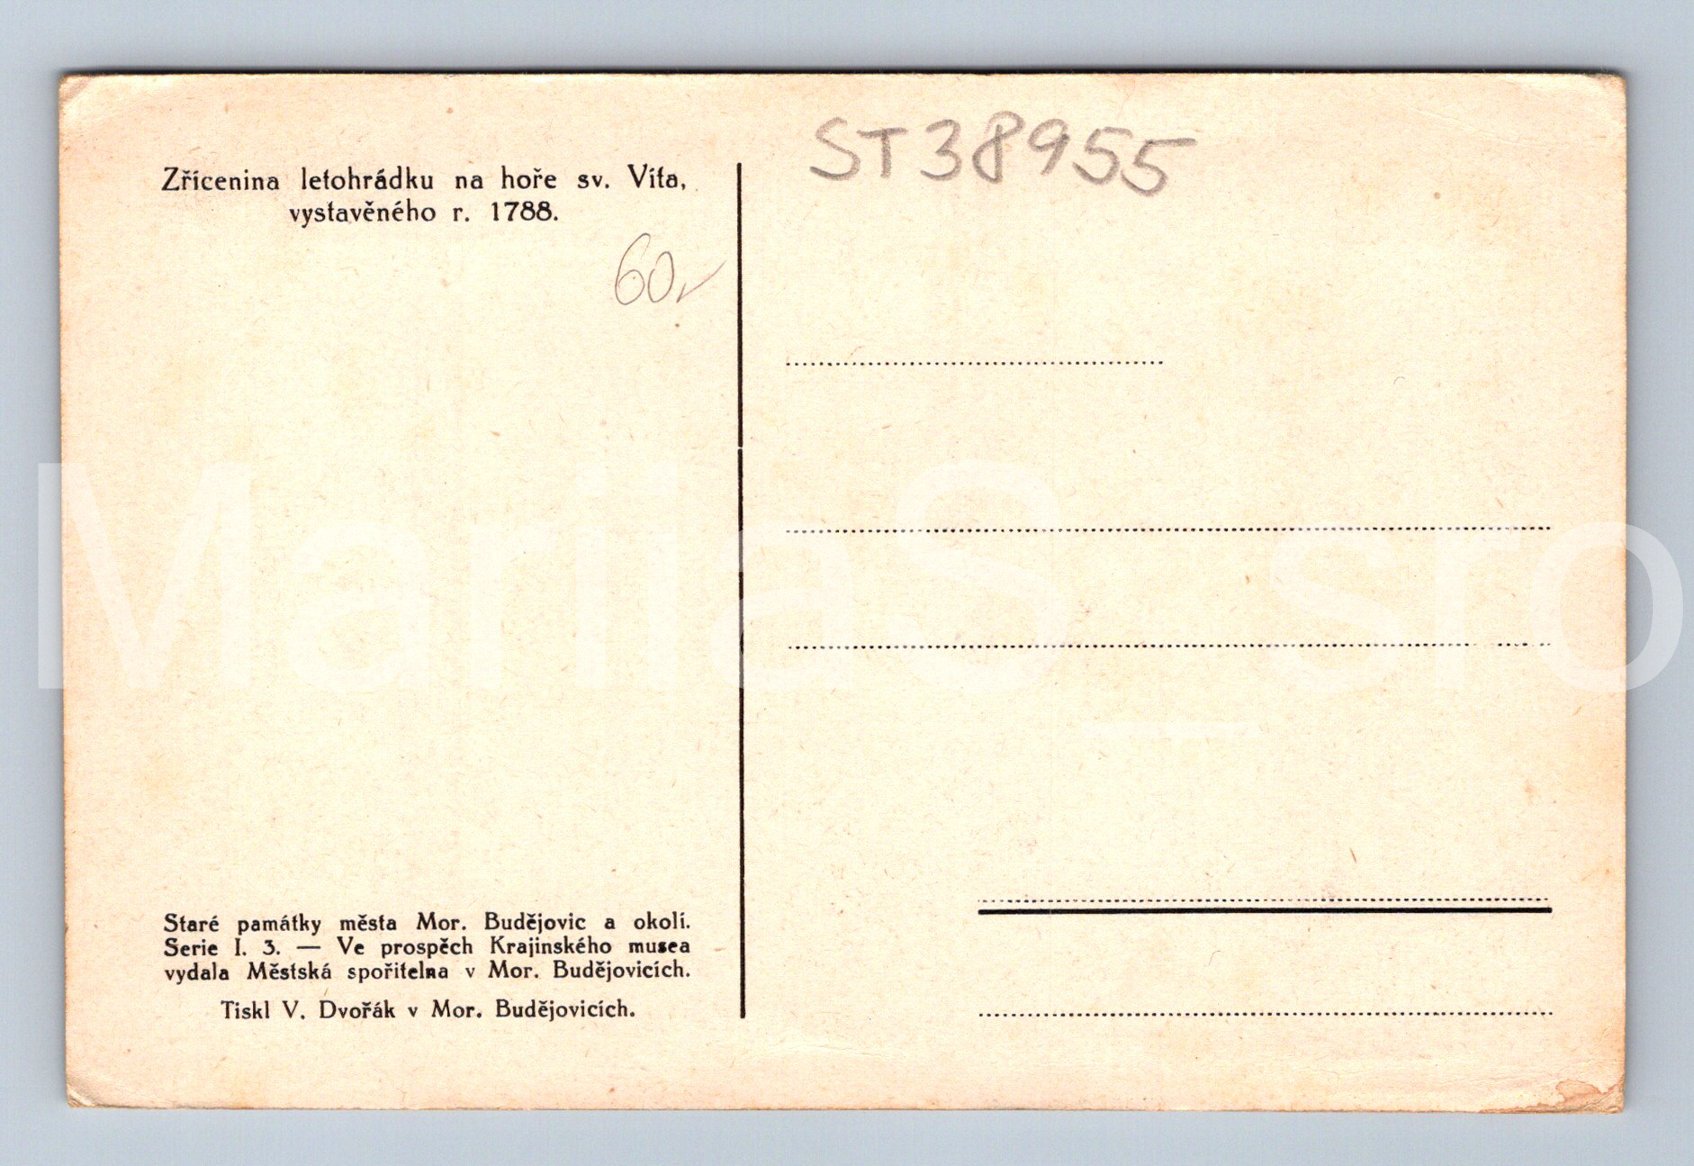 Zřícenina letohrádku na hoře sv. Víta,
vystavěného r. 1788.
60,-
ST38955
MarilaS_sro
Staré památky města Mor. Budějovic a okolí.
Serie I. 3. — Ve prospěch Krajinského musea
vydala Městská spořitelna v Mor. Budějovicích.
Tiskl V. Dvořák v Mor. Budějovicích.